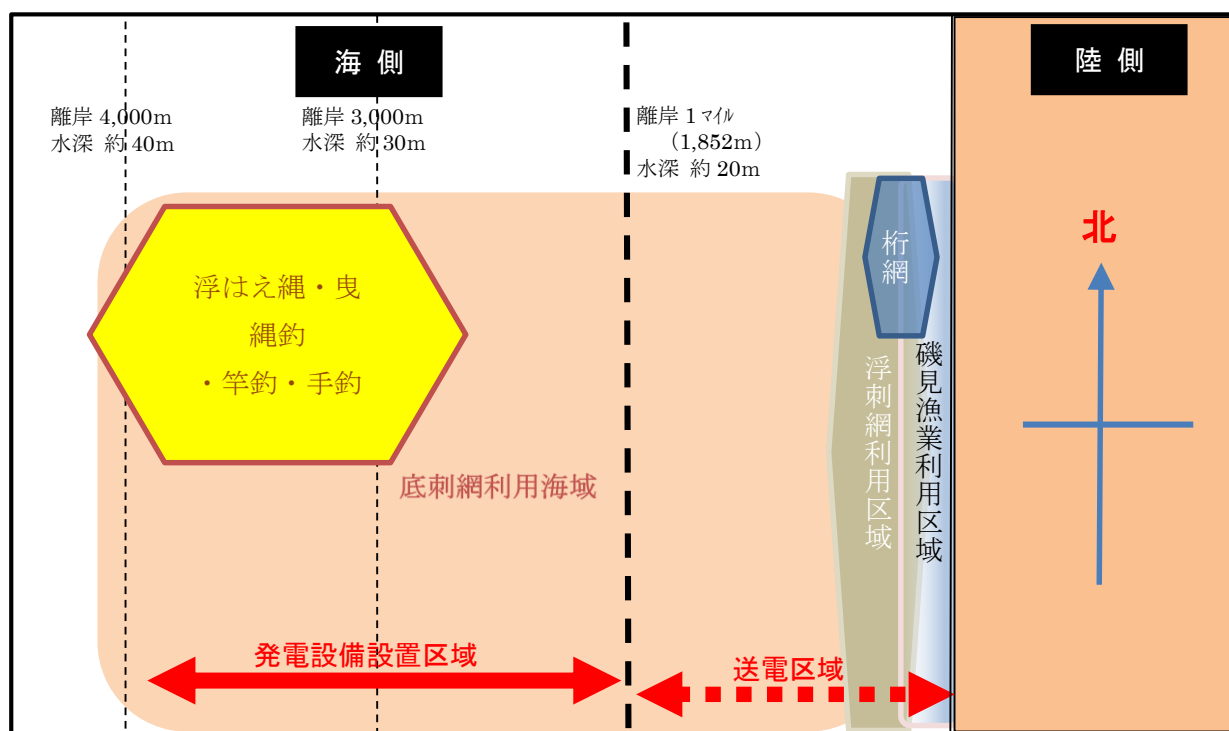 海 側
陸 側
離岸 4,000m
水深 約 40m
離岸 3,000m
水深 約 30m
離岸 1 マイル
(1,852m)
水深 約 20m
北
桁網
浮はえ縄・曳
縄釣
・竿釣・手釣
浮刺網利用区域
磯見漁業利用区域
底刺網利用海域
発電設備設置区域
送電区域